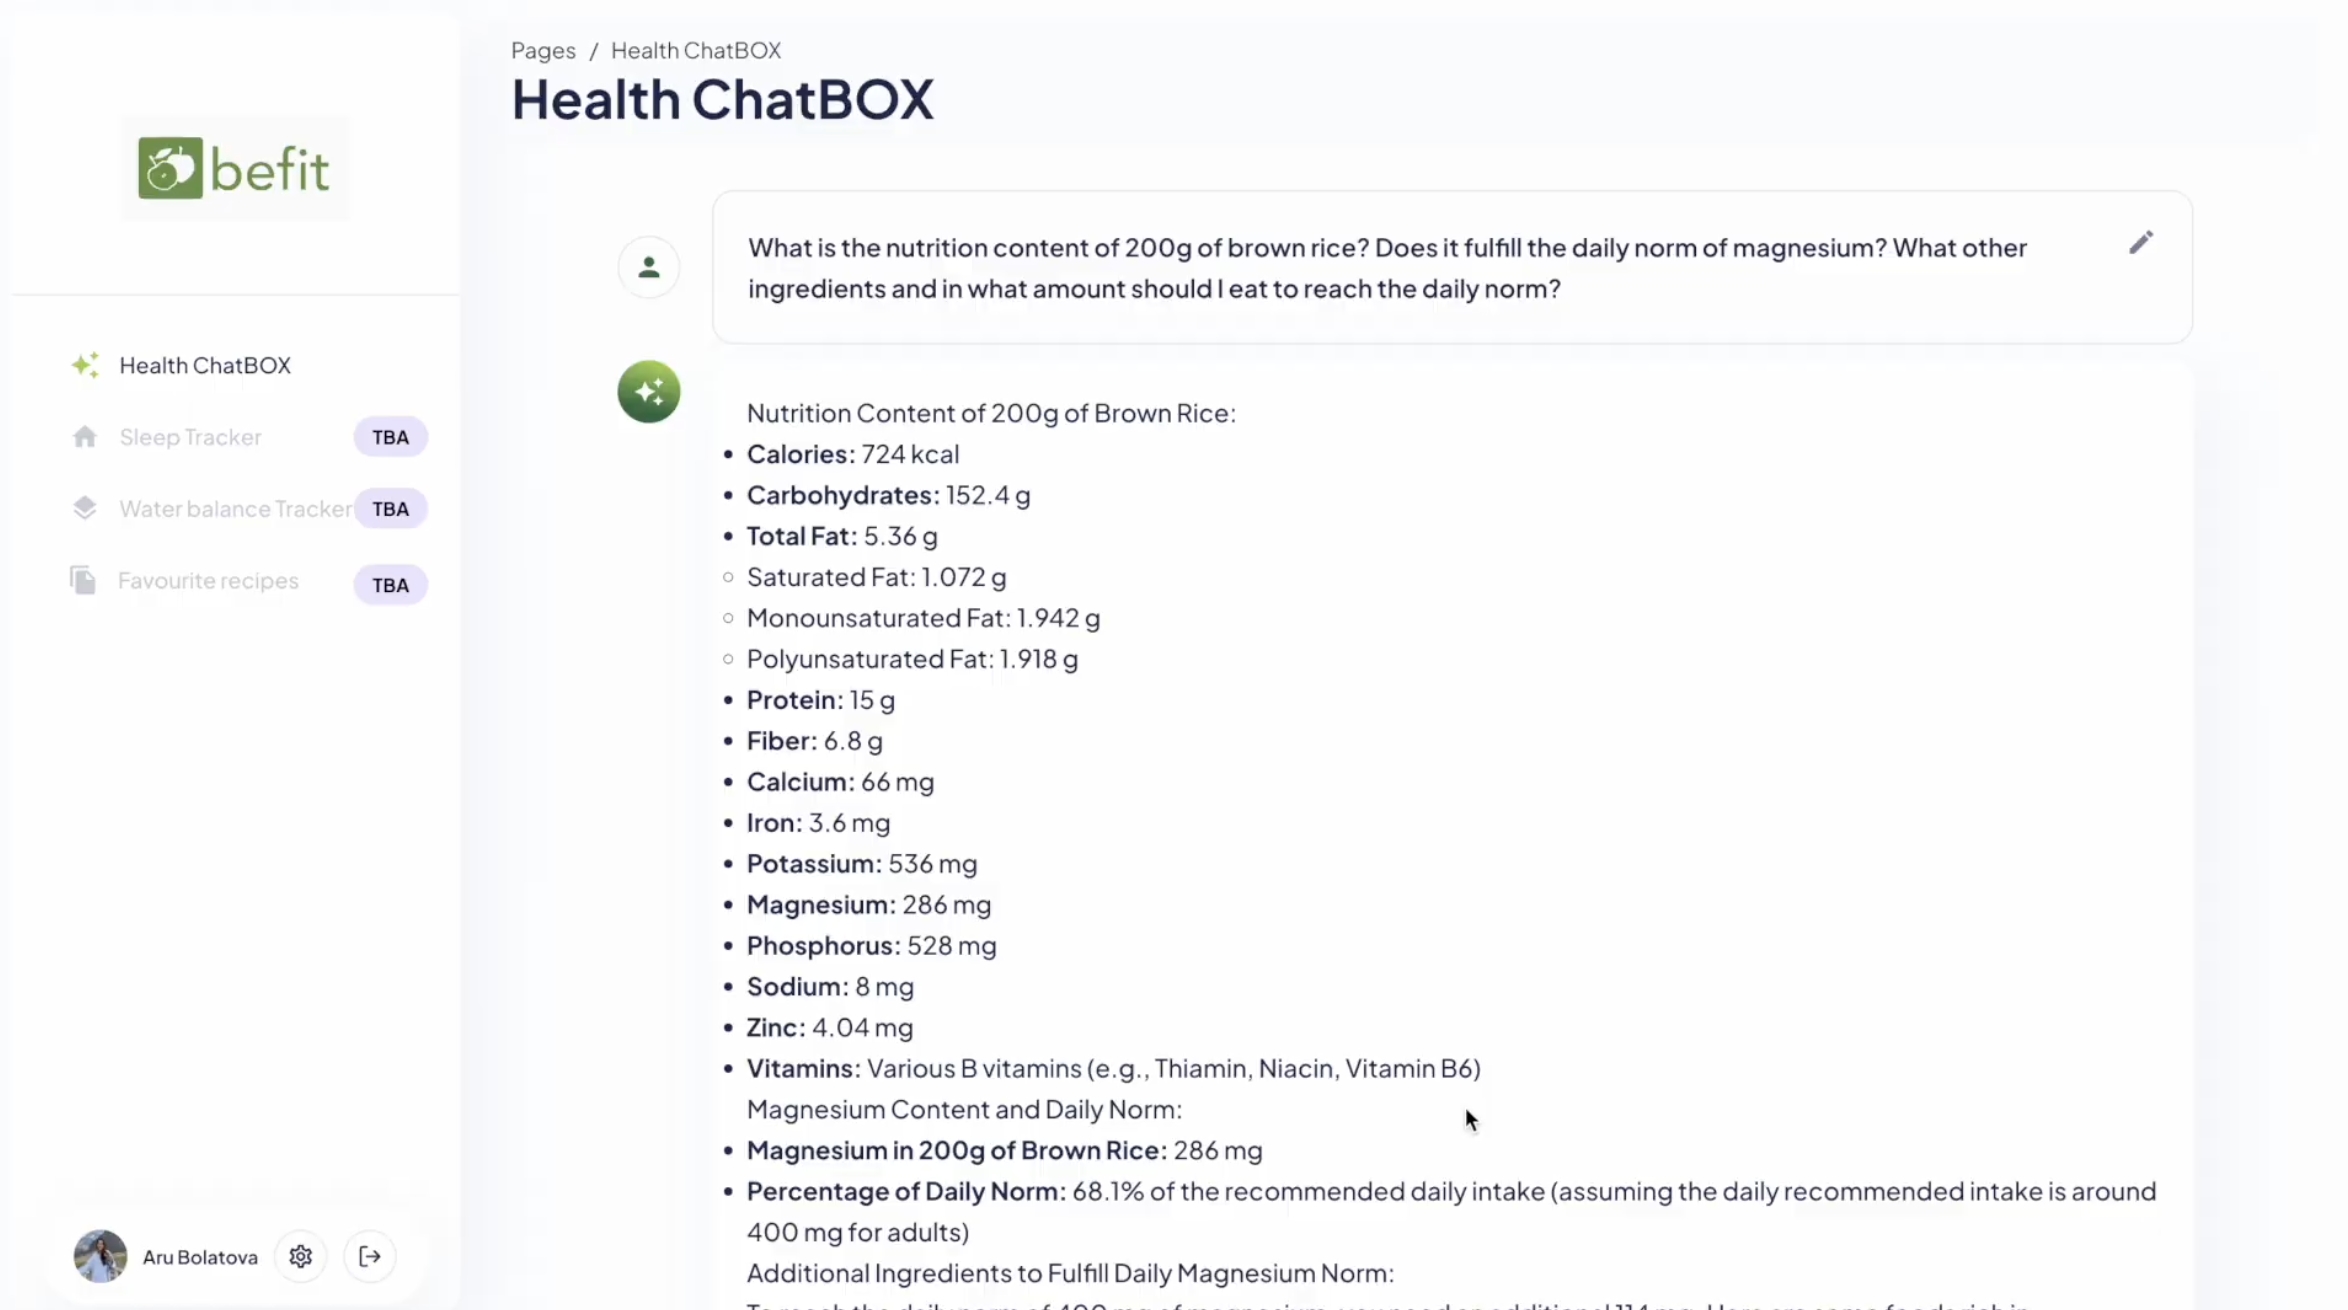 Pages / Health ChatBOX
Health ChatBOX
befit
Health ChatBOX
Sleep Tracker TBA
Water balance Tracker TBA
Favourite recipes TBA
Aru Bolatova
What is the nutrition content of 200g of brown rice? Does it fulfill the daily norm of magnesium? What other
ingredients and in what amount should I eat to reach the daily norm?
Nutrition Content of 200g of Brown Rice:
• Calories: 724 kcal
• Carbohydrates: 152.4 g
• Total Fat: 5.36 g
○ Saturated Fat: 1.072 g
○ Monounsaturated Fat: 1.942 g
○ Polyunsaturated Fat: 1.918 g
• Protein: 15 g
• Fiber: 6.8 g
• Calcium: 66 mg
• Iron: 3.6 mg
• Potassium: 536 mg
• Magnesium: 286 mg
• Phosphorus: 528 mg
• Sodium: 8 mg
• Zinc: 4.04 mg
• Vitamins: Various B vitamins (e.g., Thiamin, Niacin, Vitamin B6)
Magnesium Content and Daily Norm:
• Magnesium in 200g of Brown Rice: 286 mg
• Percentage of Daily Norm: 68.1% of the recommended daily intake (assuming the daily recommended intake is around
400 mg for adults)
Additional Ingredients to Fulfill Daily Magnesium Norm: